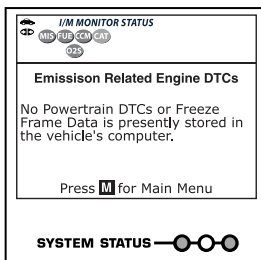 I/M MONITOR STATUS
MIS FUE CCM CAT
O2S
Emissison Related Engine DTCs
No Powertrain DTCs or Freeze
Frame Data is presently stored in
the vehicle's computer.
Press M for Main Menu
SYSTEM STATUS